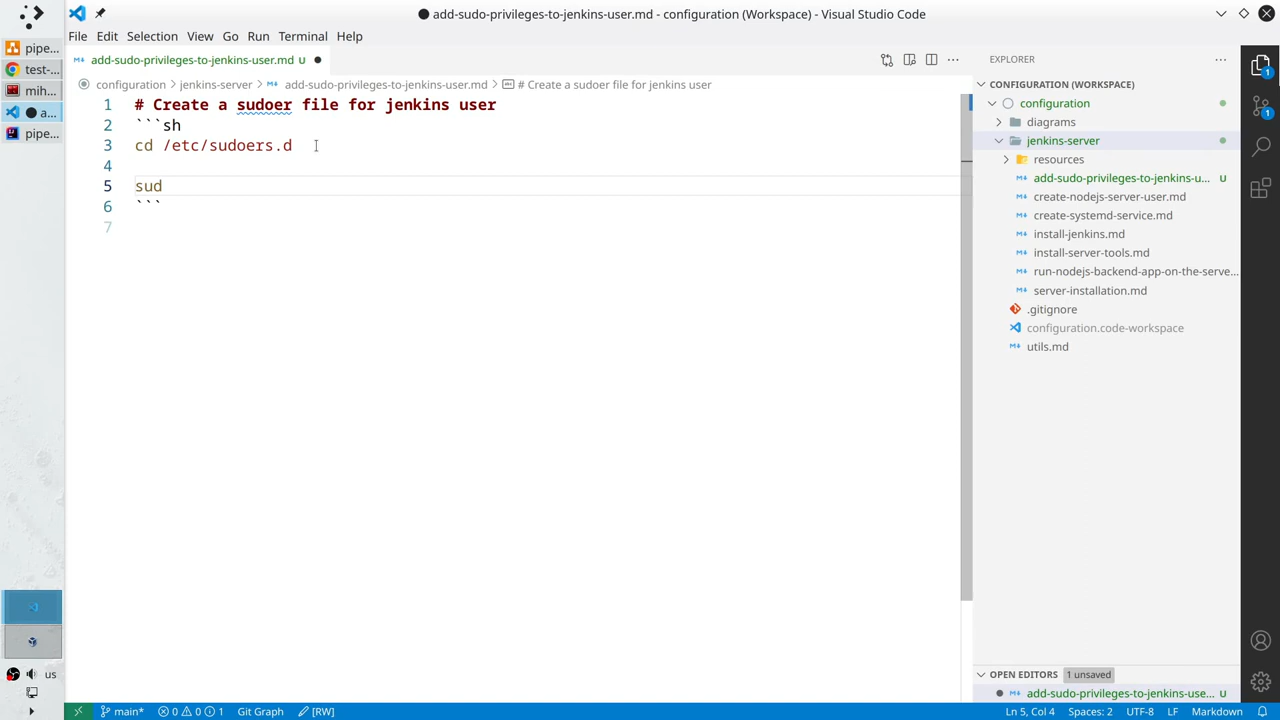 add-sudo-privileges-to-jenkins-user.md - configuration (Workspace) - Visual Studio Code
File Edit Selection View Go Run Terminal Help
add-sudo-privileges-to-jenkins-user.md U
configuration > jenkins-server > add-sudo-privileges-to-jenkins-user.md > # Create a sudoer file for jenkins user
1 # Create a sudoer file for jenkins user
2 ```sh
3 cd /etc/sudoers.d
4
5 sud
6 ```
7
pipe...
test-...
mih...
a...
pipe...
us
EXPLORER
CONFIGURATION (WORKSPACE)
configuration
diagrams
jenkins-server
resources
add-sudo-privileges-to-jenkins-u... U
create-nodejs-server-user.md
create-systemd-service.md
install-jenkins.md
install-server-tools.md
run-nodejs-backend-app-on-the-serve...
server-installation.md
.gitignore
configuration.code-workspace
utils.md
OPEN EDITORS 1 unsaved
add-sudo-privileges-to-jenkins-use... U
1
1
main* 0 0 1 Git Graph [RW] Ln 5, Col 4 Spaces: 2 UTF-8 LF Markdown